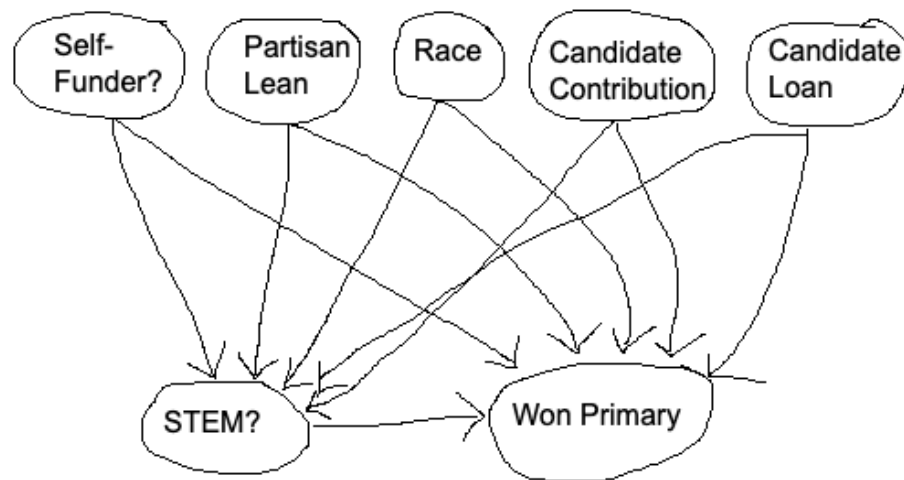 Self-
Funder?
Partisan
Lean
Race
Candidate
Contribution
Candidate
Loan
STEM?
Won Primary